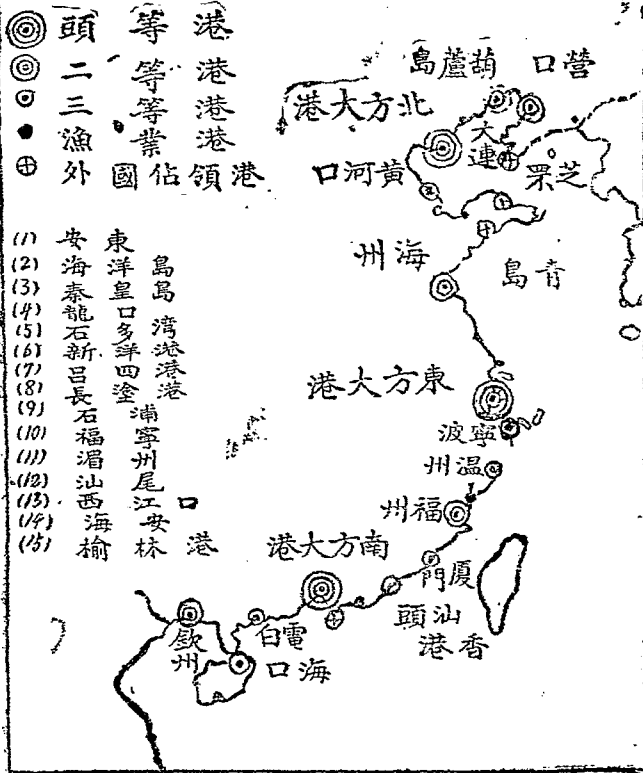 頭等港
二等港
三等港
漁業港
外國佔領港
(1) 安東
(2) 海洋島
(3) 秦皇島
(4) 龍口
(5) 石多湾
(6) 新洋港
(7) 呂四港
(8) 長塗港
(9) 石浦
(10) 福寧
(11) 湄州
(12) 汕尾
(13) 西江口
(14) 海安
(15) 榆林港
島蘆葫
口營
港大方北
大連
口河黃
芝罘
州海
青島
港大方東
波寧
州溫
州福
港大方南
門厦
頭汕
港香
白電
欽州
口海